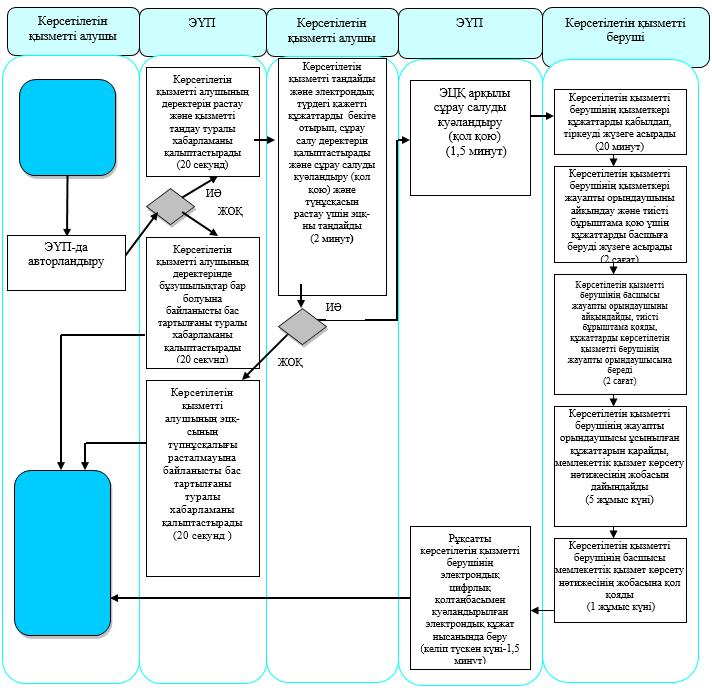 Көрсетілетін
қызметті алушы
ЭҮП
Көрсетілетін
қызметті алушы
ЭҮП
Көрсетілетін қызметті
беруші
ЭҮП-да
авторландыру
Көрсетілетін
қызметті алушының
деректерін растау
және қызметті
таңдау туралы
хабарламаны
қалыптастырады
(20 секунд)
ИӘ
ЖОҚ
Көрсетілетін
қызметті алушының
деректерінде
бұзушылықтар бар
болуына
байланысты бас
тартылғаны туралы
хабарламаны
қалыптастырады
(20 секунд)
Көрсетілетін
қызметті
алушының эцқ-
сының
түпнұсқалығы
расталмауына
байланысты бас
тартылғаны
туралы
хабарламаны
қалыптастырады
(20 секунд )
Көрсетілетін
қызметті таңдайды
және электрондық
түрдегі қажетті
құжаттарды бекіте
отырып, сұрау
салу деректерін
қалыптастырады
және сұрау салуды
куәландыру (қол
қою) және
түпнұсқасын
растау үшін эцқ-
ны таңдайды
(2 минут)
ИӘ
ЖОҚ
ЭЦҚ арқылы
сұрау салуды
куәландыру
(қол қою)
(1,5 минут)
Рұқсатты
көрсетілетін қызметті
берушінің
электрондық
цифрлық
қолтаңбасымен
куәландырылған
электрондық құжат
нысанында беру
(келіп түскен күні-1,5
минут)
Көрсетілетін қызметті
берушінің қызметкері
құжаттарды қабылдап,
тіркеуді жүзеге асырады
(20 минут)
Көрсетілетін қызметті
берушінің қызметкері
жауапты орындаушыны
айқындау және тиісті
бұрыштама қою үшін
құжаттарды басшыға
беруді жүзеге асырады
(2 сағат)
Көрсетілетін қызметті
берушінің басшысы
жауапты орындаушыны
айқындайды, тиісті
бұрыштама қояды,
құжаттарды көрсетілетін
қызметті берушінің
жауапты орындаушысына
береді
(2 сағат)
Көрсетілетін қызметті
берушінің жауапты
орындаушысы ұсынылған
құжаттарын қарайды,
мемлекеттік қызмет көрсету
нәтижесінің жобасын
дайындайды
(5 жұмыс күні)
Көрсетілетін қызметті
берушінің басшысы
мемлекеттік қызмет көрсету
нәтижесінің жобасына қол
қояды
(1 жұмыс күні)